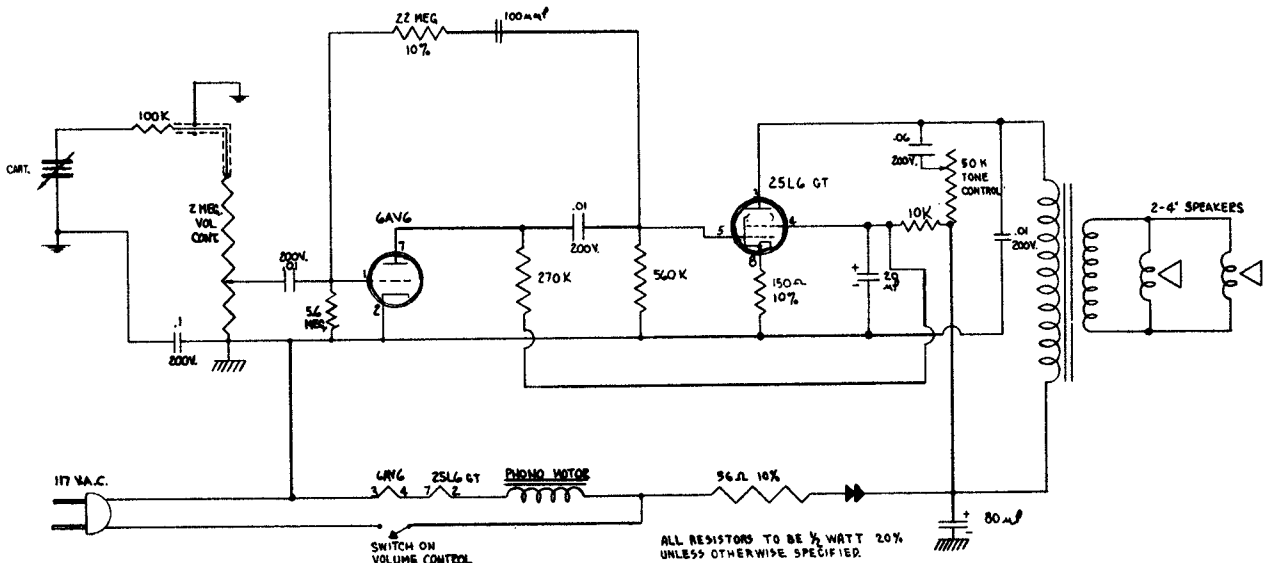 22 MEG
10%
100 mmf
100K
CART.
2 MEG.
VOL
CONT.
200V.
.01
.1
200V.
5.6
MEG.
6AV6
7
1
2
.01
200V.
270 K
560 K
25L6 GT
3
5
4
8
150Ω
10%
20
mf
10K
.06
200V.
50 K
TONE
CONTROL
.01
200V.
2-4" SPEAKERS
117 V.A.C.
6AV6
3 4
25L6 GT
7 2
PHONO MOTOR
SWITCH ON
VOLUME CONTROL
56Ω 10%
80 mf
+
-
+
-
ALL RESISTORS TO BE ½ WATT 20%
UNLESS OTHERWISE SPECIFIED.